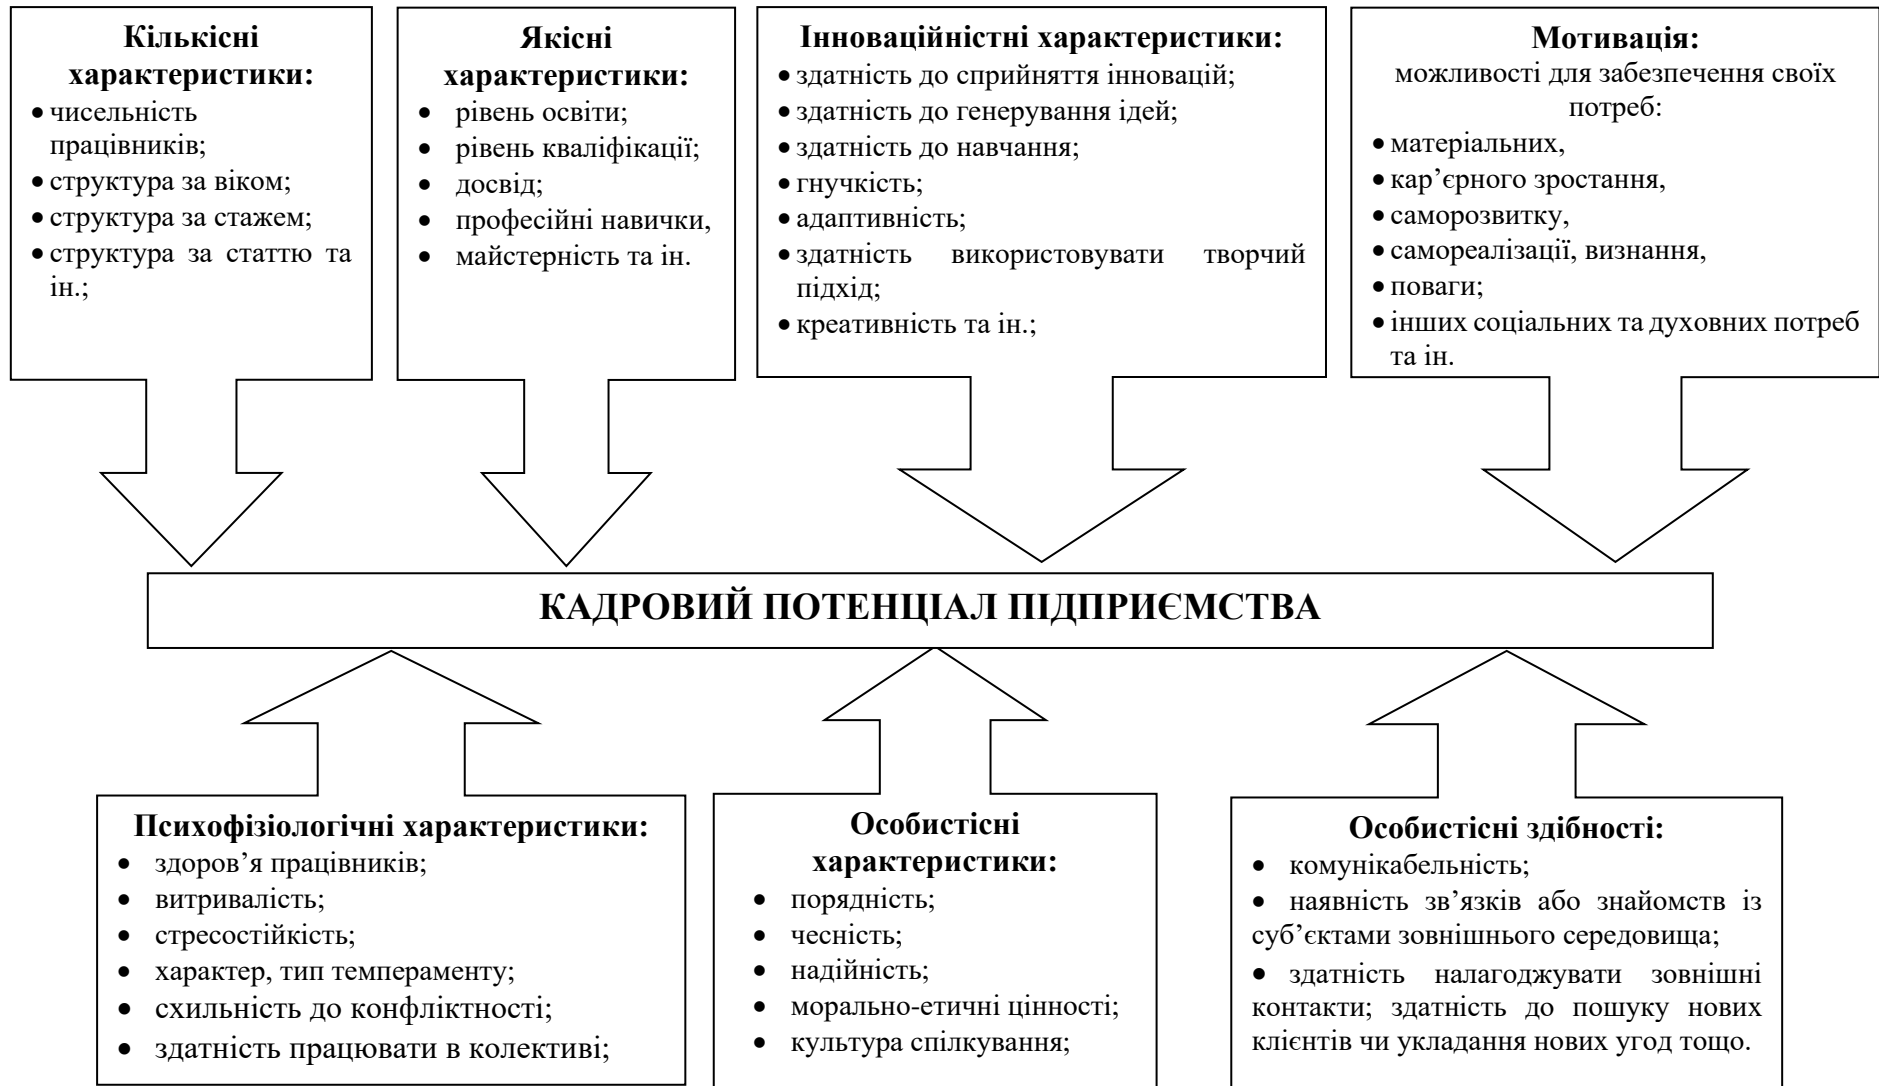 Кількісні
характеристики:
• чисельність
працівників;
• структура за віком;
• структура за стажем;
• структура за статтю та
ін.;
Якісні
характеристики:
• рівень освіти;
• рівень кваліфікації;
• досвід;
• професійні навички,
• майстерність та ін.
Інноваційністні характеристики:
• здатність до сприйняття інновацій;
• здатність до генерування ідей;
• здатність до навчання;
• гнучкість;
• адаптивність;
• здатність використовувати творчий
підхід;
• креативність та ін.;
Мотивація:
можливості для забезпечення своїх
потреб:
• матеріальних,
• кар’єрного зростання,
• саморозвитку,
• самореалізації, визнання,
• поваги;
• інших соціальних та духовних потреб
та ін.
КАДРОВИЙ ПОТЕНЦІАЛ ПІДПРИЄМСТВА
Психофізіологічні характеристики:
• здоров’я працівників;
• витривалість;
• стресостійкість;
• характер, тип темпераменту;
• схильність до конфліктності;
• здатність працювати в колективі;
Особистісні
характеристики:
• порядність;
• чесність;
• надійність;
• морально-етичні цінності;
• культура спілкування;
Особистісні здібності:
• комунікабельність;
• наявність зв’язків або знайомств із
суб’єктами зовнішнього середовища;
• здатність налагоджувати зовнішні
контакти; здатність до пошуку нових
клієнтів чи укладання нових угод тощо.